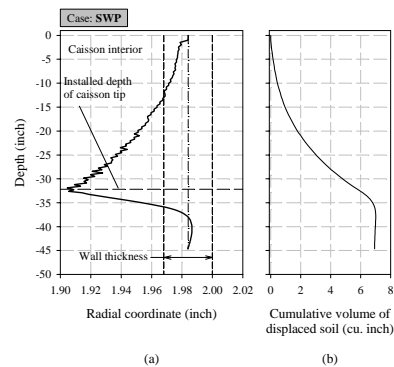 Case: SWP
Caisson interior
Installed depth
of caisson tip
Wall thickness
Depth (inch)
0
-5
-10
-15
-20
-25
-30
-35
-40
-45
-50
1.90 1.92 1.94 1.96 1.98 2.00 2.02
Radial coordinate (inch)
(a)
0 2 4 6 8
Cumulative volume of
displaced soil (cu. inch)
(b)